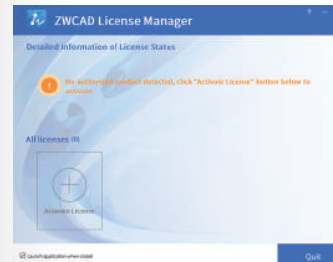 ZWCAD License Manager
? –
Detailed Information of License States
No authorized product detected, click "Activate License" button below to
activate.
All licenses (0)
Activate License
Launch application when closed
Quit